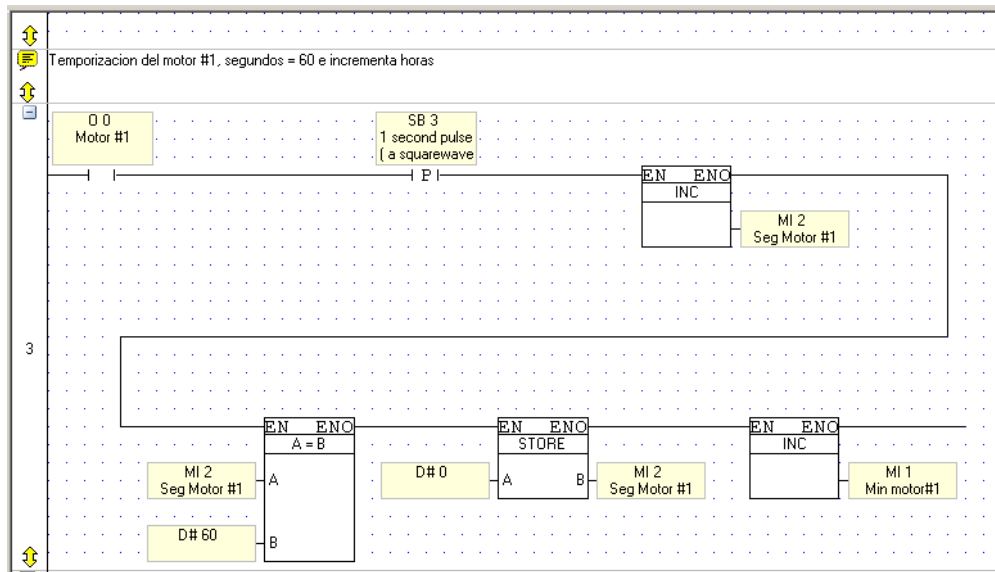 Temporizacion del motor #1, segundos = 60 e incrementa horas
O 0
Motor #1
SB 3
1 second pulse
( a squarewave
P
EN ENO
INC
MI 2
Seg Motor #1
3
EN ENO
A = B
MI 2
Seg Motor #1
A
D# 60
B
EN ENO
STORE
D# 0
A
B
MI 2
Seg Motor #1
EN ENO
INC
MI 1
Min motor#1